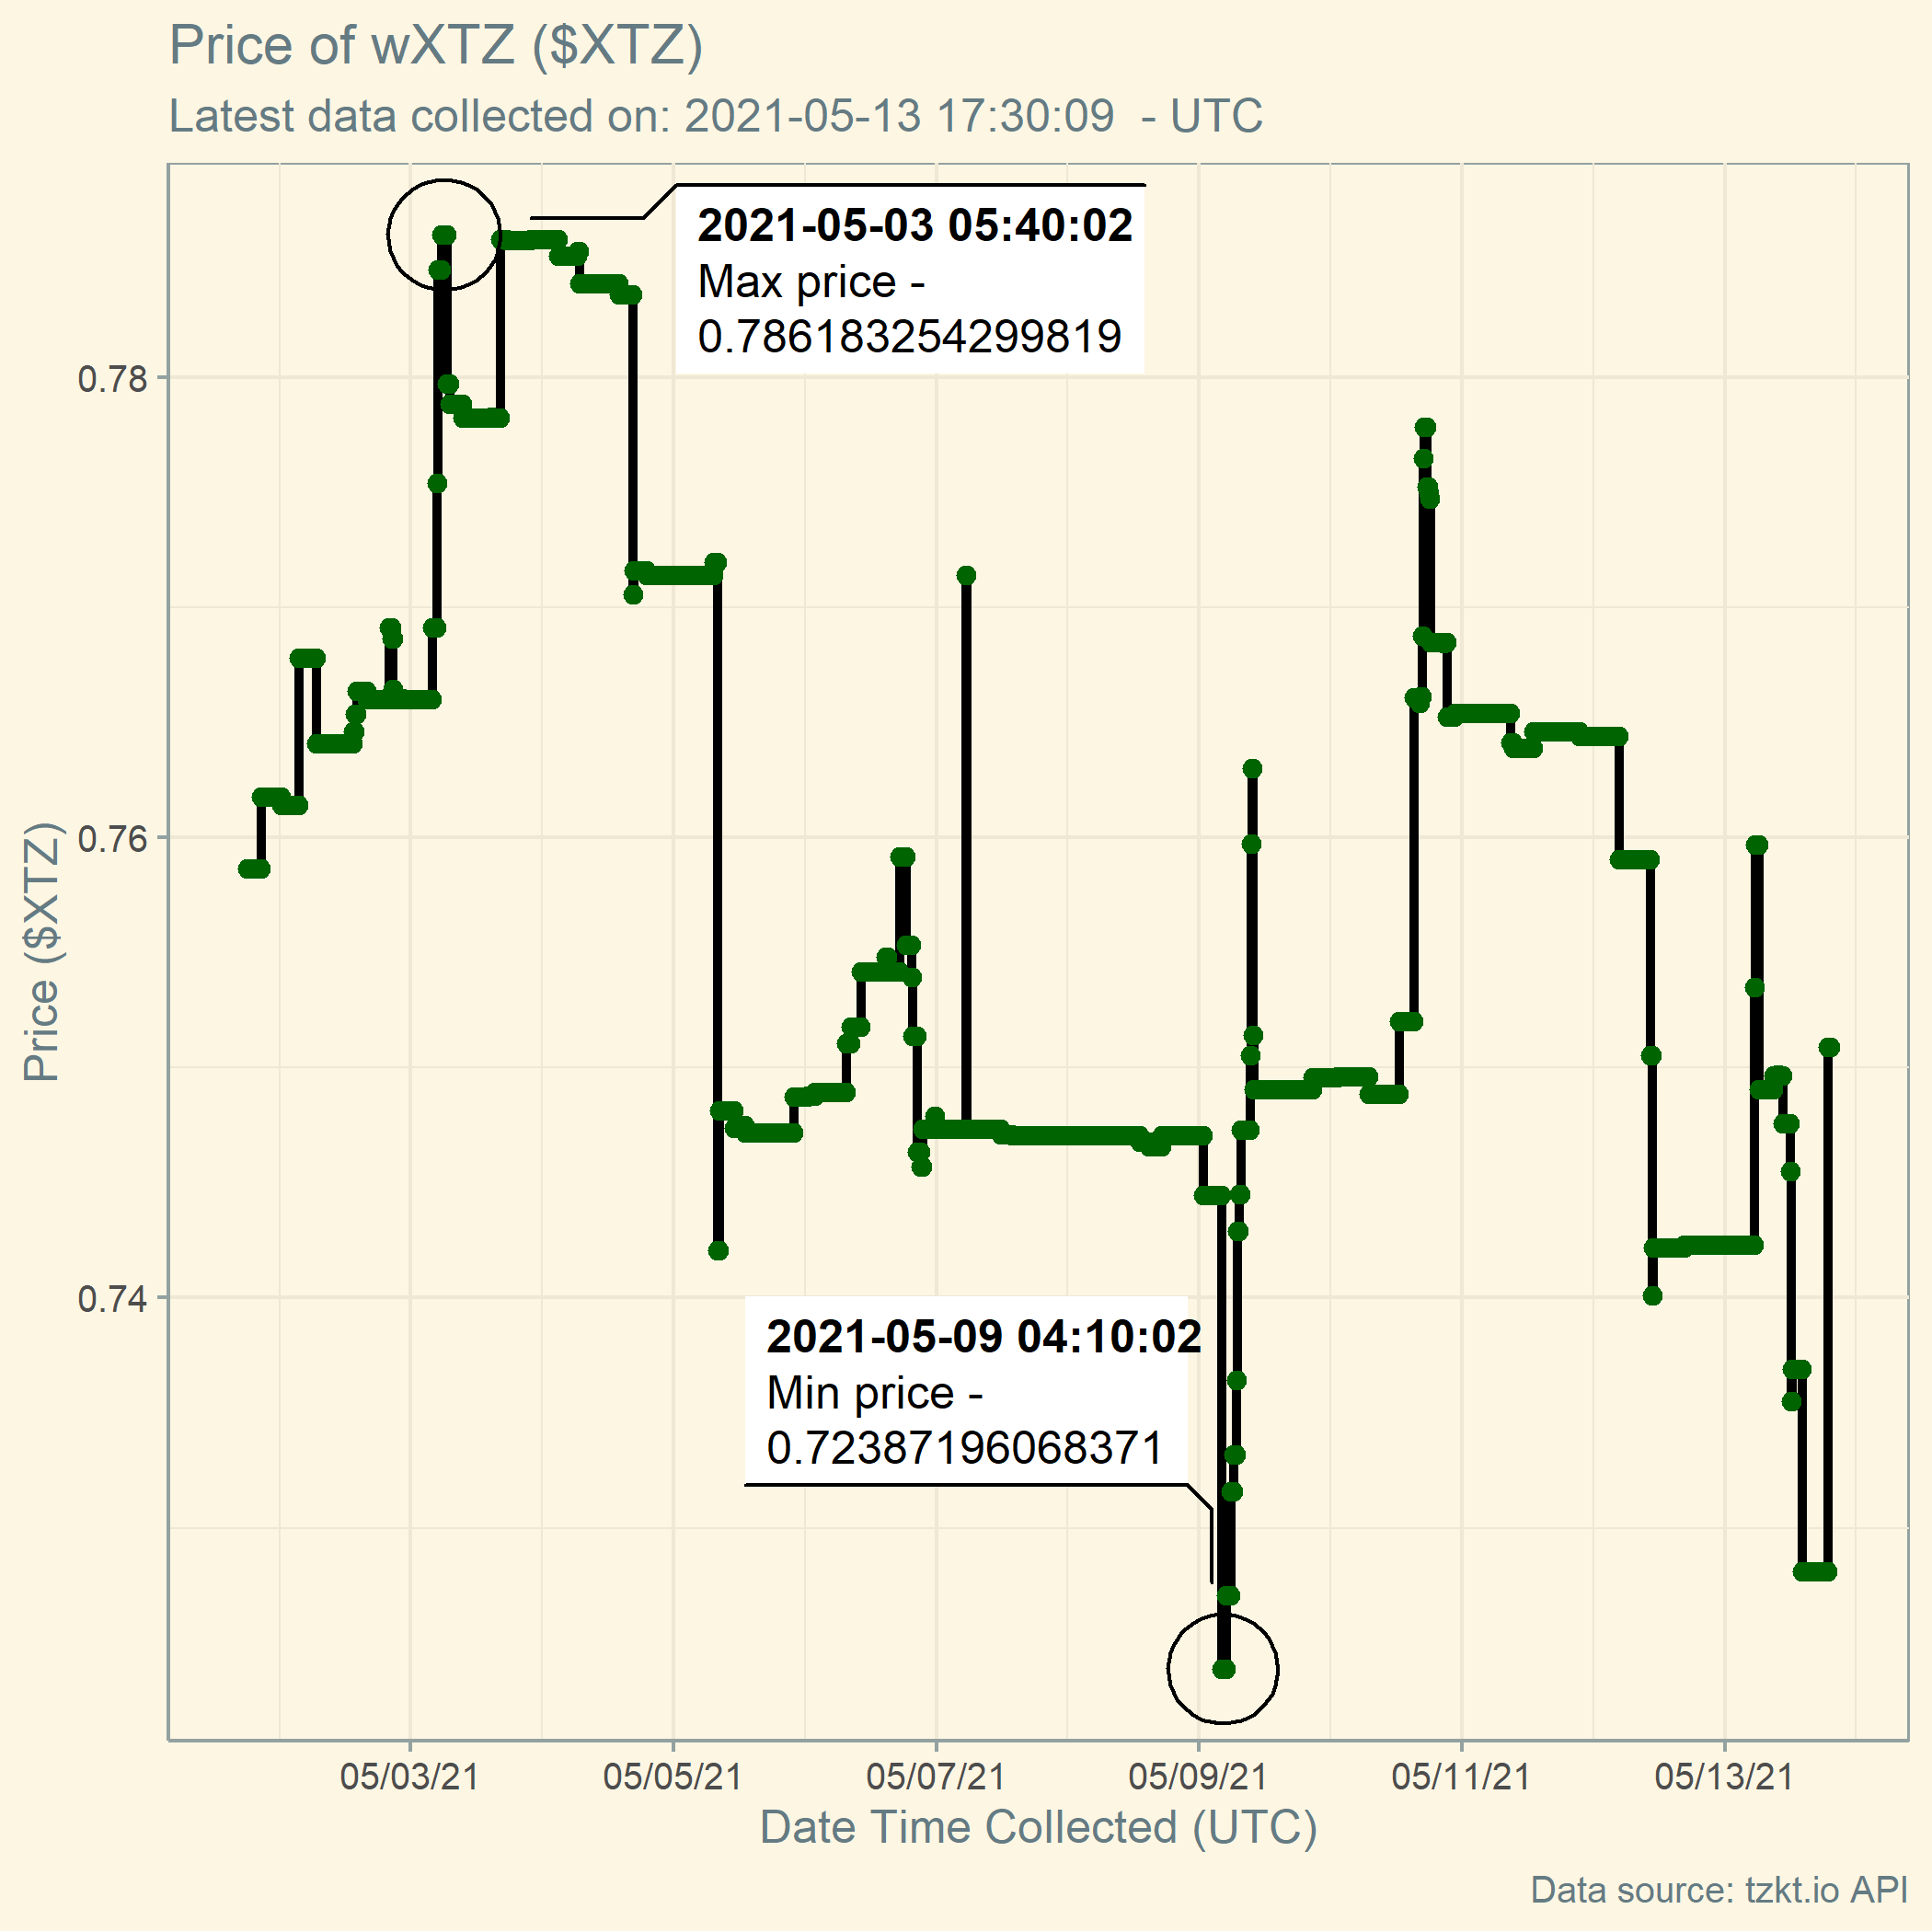 Price of wXTZ ($XTZ)
Latest data collected on: 2021-05-13 17:30:09  - UTC
2021-05-03 05:40:02
Max price -
0.786183254299819
0.78
0.76
0.74
Price ($XTZ)
2021-05-09 04:10:02
Min price -
0.72387196068371
05/03/21
05/05/21
05/07/21
05/09/21
05/11/21
05/13/21
Date Time Collected (UTC)
Data source: tzkt.io API